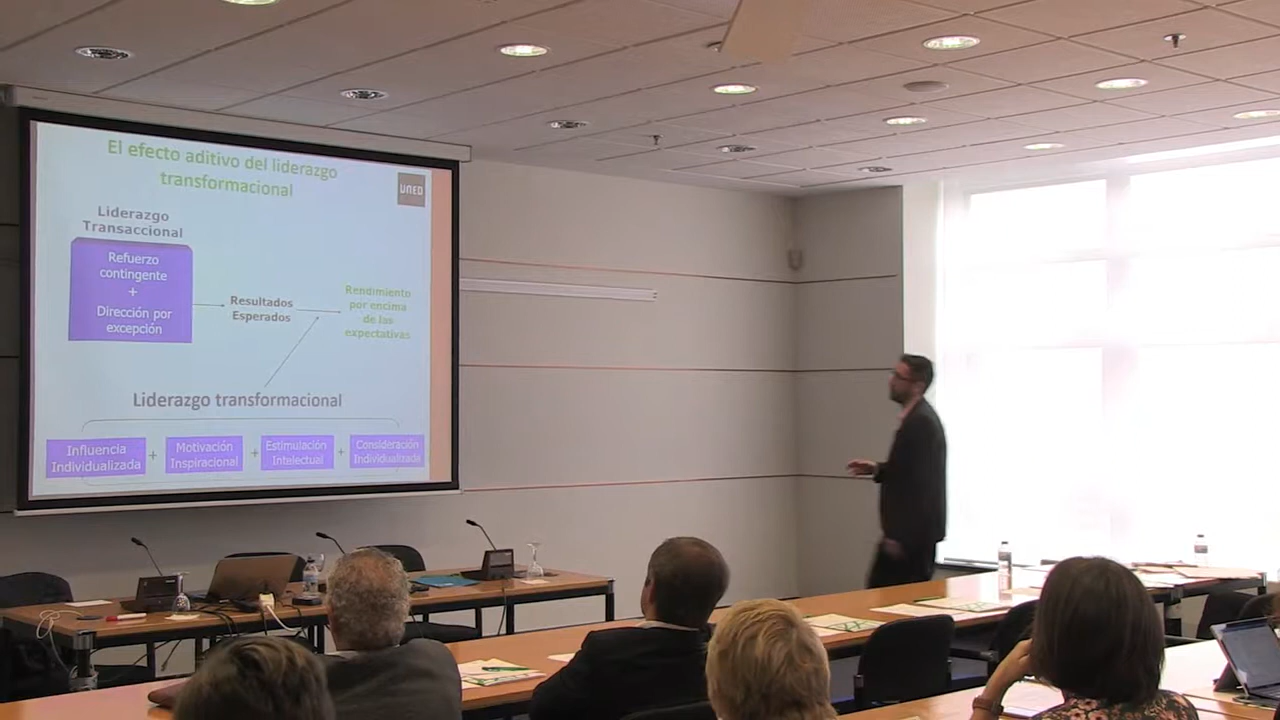 El efecto aditivo del liderazgo
transformacional
UNED
Liderazgo
Transaccional
Refuerzo
contingente
+
Dirección por
excepción
Resultados
Esperados
Rendimiento
por encima
de las
expectativas
Liderazgo transformacional
Influencia
Individualizada
+
Motivación
Inspiracional
+
Estimulación
Intelectual
+
Consideración
Individualizada